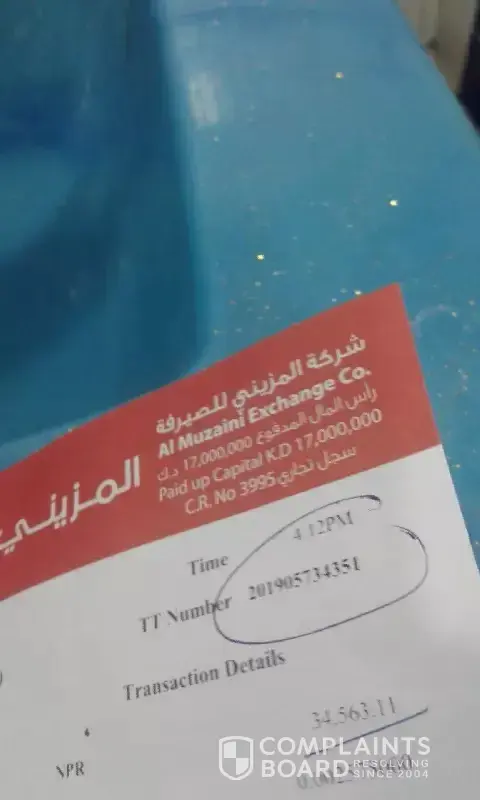 شركة المزيني للصيرفة
Al Muzaini Exchange Co.
رأس المال المدفوع 17,000,000 د.ك
Paid up Capital K.D 17,000,000
C.R. No 3995 سجل تجاري
المزيني
Time 4:12PM
TT Number 201905734351
Transaction Details
NPR 34,563.11
COMPLAINTS
BOARD RESOLVING
SINCE 2004